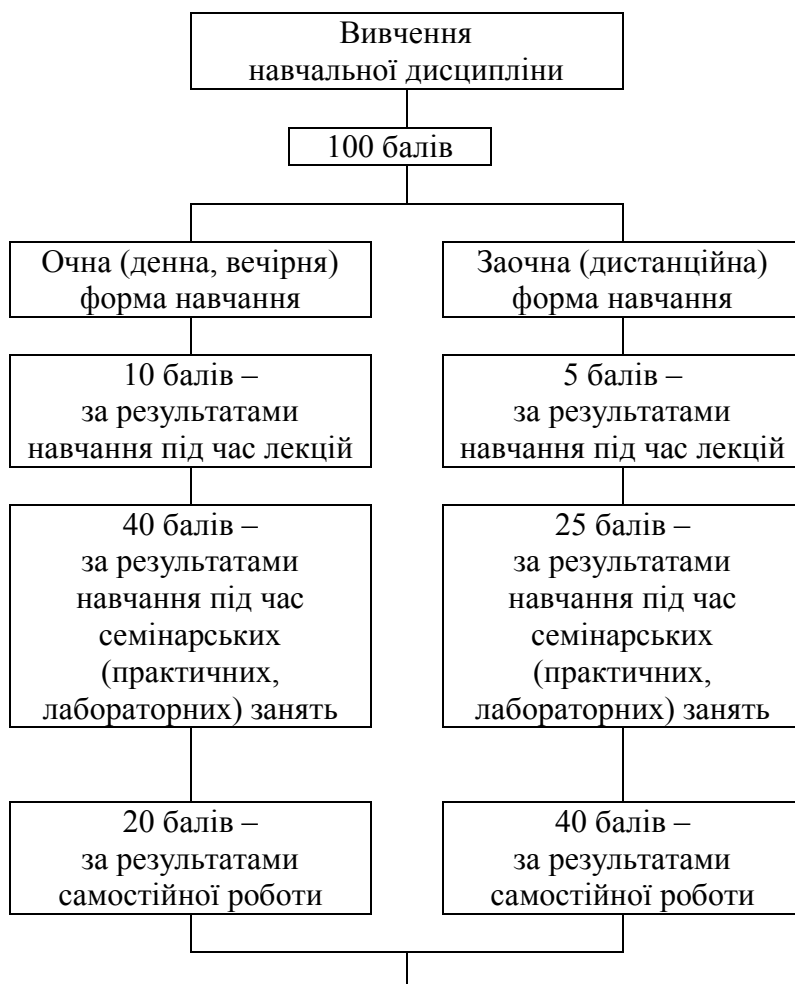 Вивчення
навчальної дисципліни
100 балів
Очна (денна, вечірня)
форма навчання
Заочна (дистанційна)
форма навчання
10 балів –
за результатами
навчання під час лекцій
5 балів –
за результатами
навчання під час лекцій
40 балів –
за результатами
навчання під час
семінарських
(практичних,
лабораторних) занять
25 балів –
за результатами
навчання під час
семінарських
(практичних,
лабораторних) занять
20 балів –
за результатами
самостійної роботи
40 балів –
за результатами
самостійної роботи